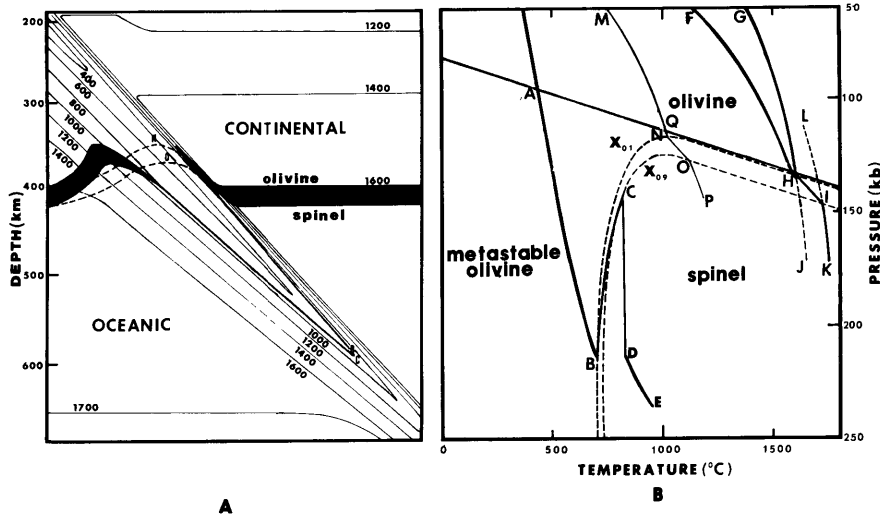 200
300
400
500
600
DEPTH (km)
1200
1400
CONTINENTAL
olivine
1600
spinel
400
600
800
1000
1200
1400
OCEANIC
1000
1200
1400
1600
1700
A
M
F
G
50
100
150
200
250
PRESSURE (kb)
A
olivine
Q
N
L
X01
X09
O
H
I
C
P
metastable
olivine
spinel
J
K
B
D
E
0
500
1000
1500
TEMPERATURE (°C)
B